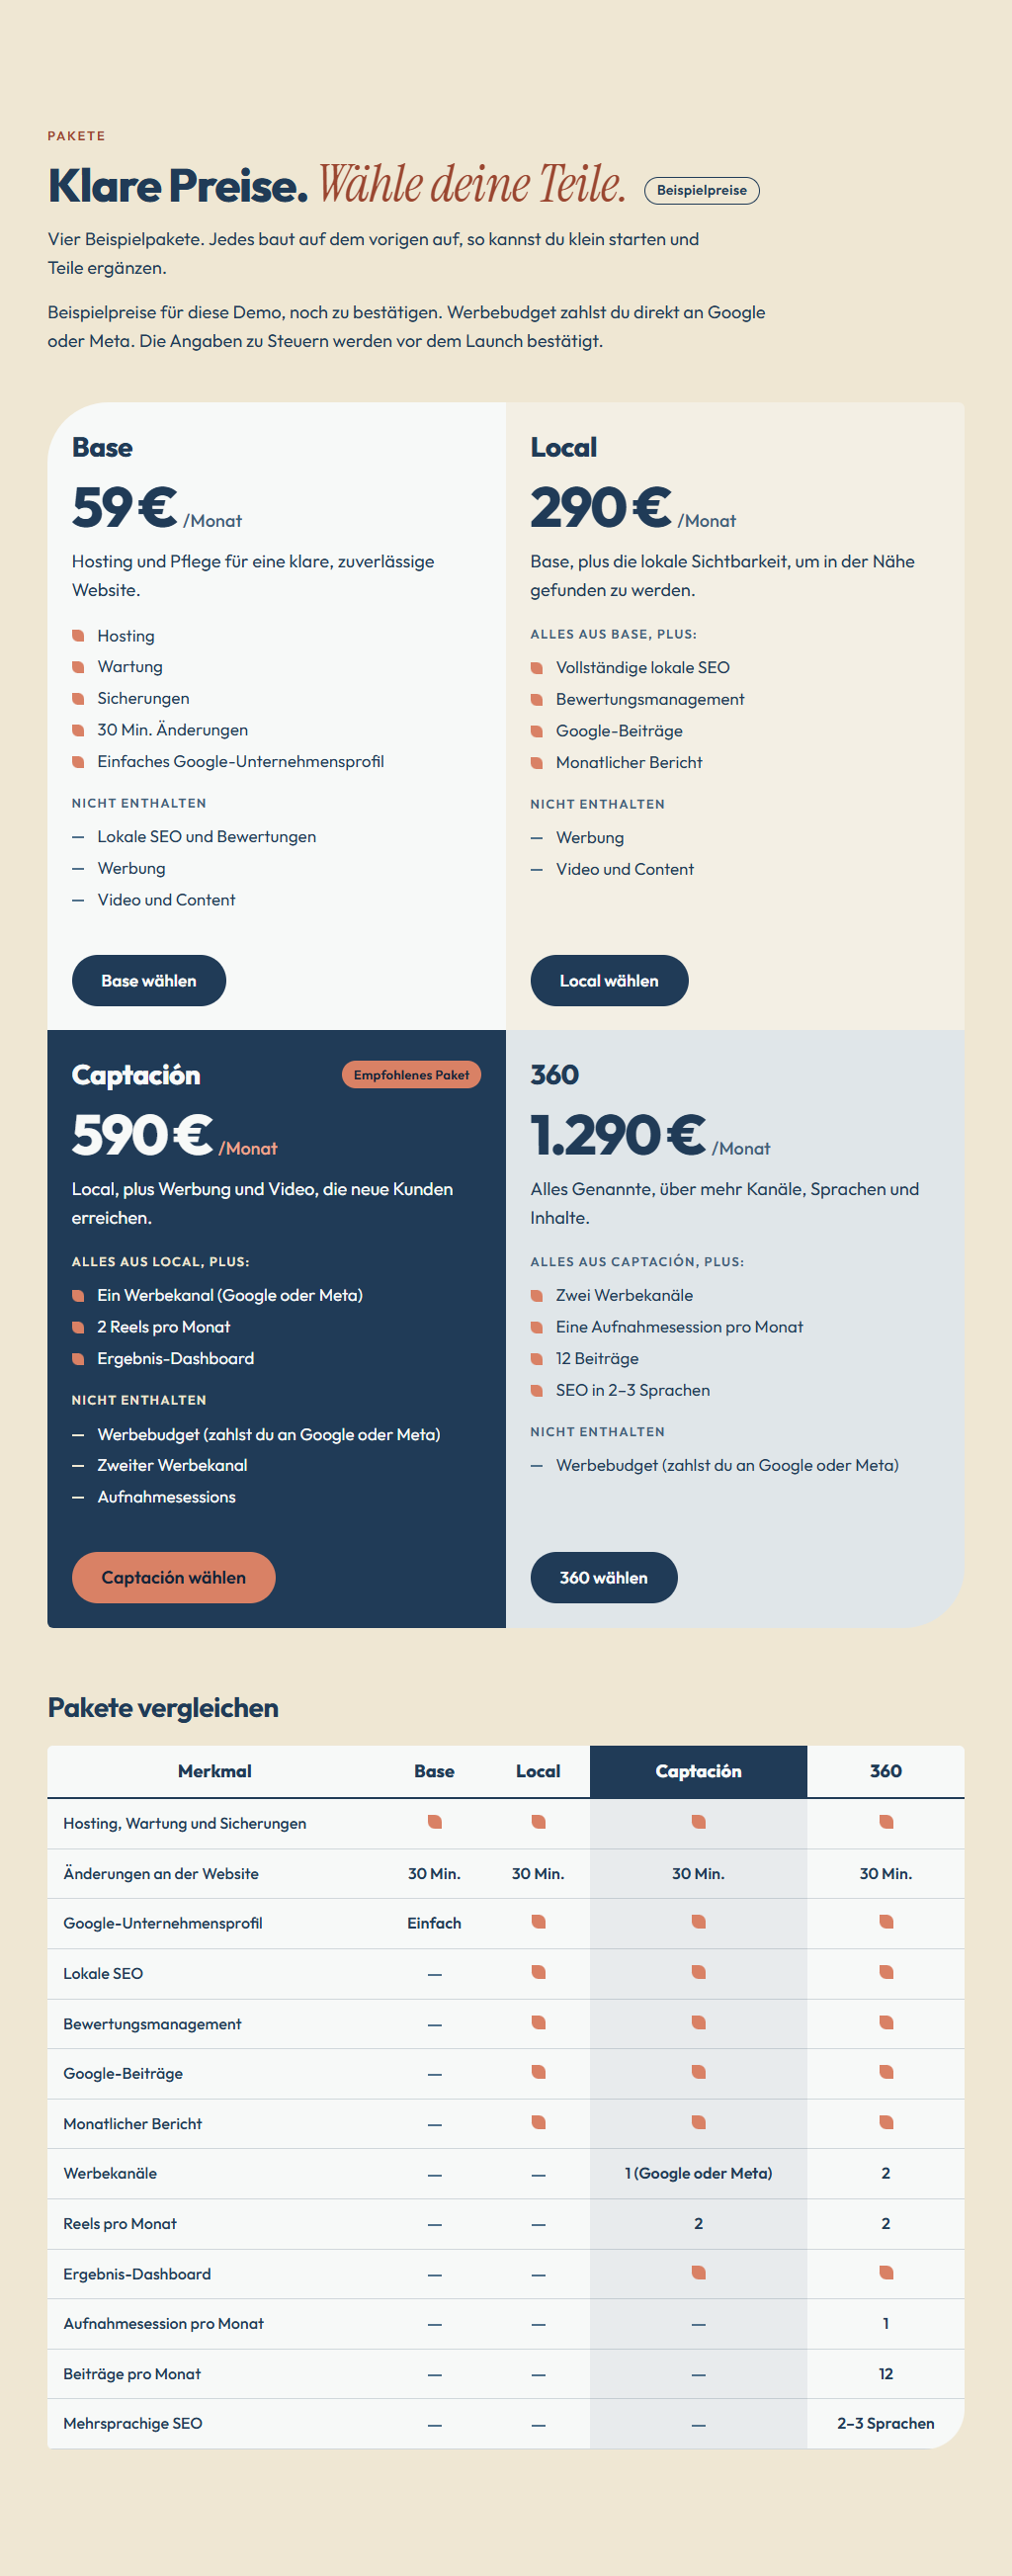 PAKETE
Klare Preise. Wähle deine Teile. Beispielpreise
Vier Beispielpakete. Jedes baut auf dem vorigen auf, so kannst du klein starten und
Teile ergänzen.
Beispielpreise für diese Demo, noch zu bestätigen. Werbebudget zahlst du direkt an Google
oder Meta. Die Angaben zu Steuern werden vor dem Launch bestätigt.
Base
59 € /Monat
Hosting und Pflege für eine klare, zuverlässige
Website.
Hosting
Wartung
Sicherungen
30 Min. Änderungen
Einfaches Google-Unternehmensprofil
NICHT ENTHALTEN
— Lokale SEO und Bewertungen
— Werbung
— Video und Content
Base wählen
Local
290 € /Monat
Base, plus die lokale Sichtbarkeit, um in der Nähe
gefunden zu werden.
ALLES AUS BASE, PLUS:
Vollständige lokale SEO
Bewertungsmanagement
Google-Beiträge
Monatlicher Bericht
NICHT ENTHALTEN
— Werbung
— Video und Content
Local wählen
Captación Empfohlenes Paket
590 € /Monat
Local, plus Werbung und Video, die neue Kunden
erreichen.
ALLES AUS LOCAL, PLUS:
Ein Werbekanal (Google oder Meta)
2 Reels pro Monat
Ergebnis-Dashboard
NICHT ENTHALTEN
— Werbebudget (zahlst du an Google oder Meta)
— Zweiter Werbekanal
— Aufnahmesessions
Captación wählen
360
1.290 € /Monat
Alles Genannte, über mehr Kanäle, Sprachen und
Inhalte.
ALLES AUS CAPTACIÓN, PLUS:
Zwei Werbekanäle
Eine Aufnahmesession pro Monat
12 Beiträge
SEO in 2–3 Sprachen
NICHT ENTHALTEN
— Werbebudget (zahlst du an Google oder Meta)
360 wählen
Pakete vergleichen
Merkmal Base Local Captación 360
Hosting, Wartung und Sicherungen
Änderungen an der Website 30 Min. 30 Min. 30 Min. 30 Min.
Google-Unternehmensprofil Einfach
Lokale SEO —
Bewertungsmanagement —
Google-Beiträge —
Monatlicher Bericht —
Werbekanäle — — 1 (Google oder Meta) 2
Reels pro Monat — — 2 2
Ergebnis-Dashboard — —
Aufnahmesession pro Monat — — — 1
Beiträge pro Monat — — — 12
Mehrsprachige SEO — — — 2–3 Sprachen